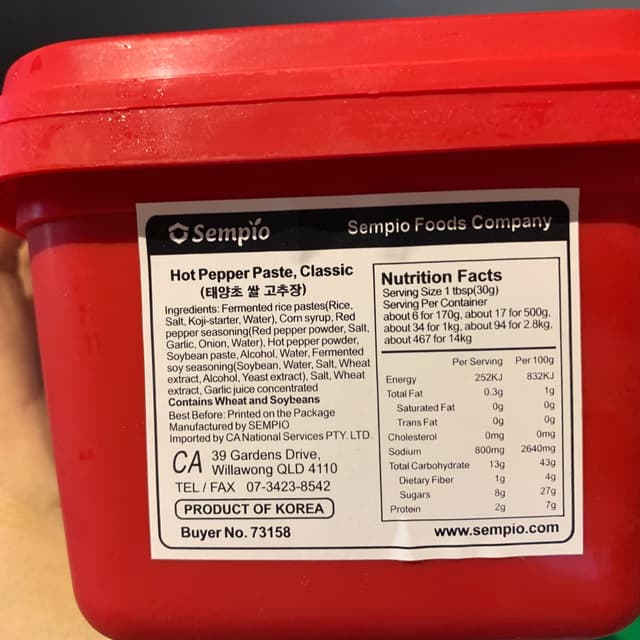 Sempio
Sempio Foods Company
Hot Pepper Paste, Classic
(태양초 쌀 고추장)
Ingredients: Fermented rice pastes(Rice,
Salt, Koji-starter, Water), Corn syrup, Red
pepper seasoning(Red pepper powder, Salt,
Garlic, Onion, Water), Hot pepper powder,
Soybean paste, Alcohol, Water, Fermented
soy seasoning(Soybean, Water, Salt, Wheat
extract, Alcohol, Yeast extract), Salt, Wheat
extract, Garlic juice concentrated
Contains Wheat and Soybeans
Best Before: Printed on the Package
Manufactured by SEMPIO
Imported by CA National Services PTY. LTD.
CA 39 Gardens Drive,
Willawong QLD 4110
TEL / FAX 07-3423-8542
PRODUCT OF KOREA
Buyer No. 73158
Nutrition Facts
Serving Size 1 tbsp(30g)
Serving Per Container
about 6 for 170g, about 17 for 500g,
about 34 for 1kg, about 94 for 2.8kg,
about 467 for 14kg
Per Serving Per 100g
Energy 252KJ 832KJ
Total Fat 0.3g 1g
Saturated Fat 0g 0g
Trans Fat 0g 0g
Cholesterol 0mg 0mg
Sodium 800mg 2640mg
Total Carbohydrate 13g 43g
Dietary Fiber 1g 4g
Sugars 8g 27g
Protein 2g 7g
www.sempio.com